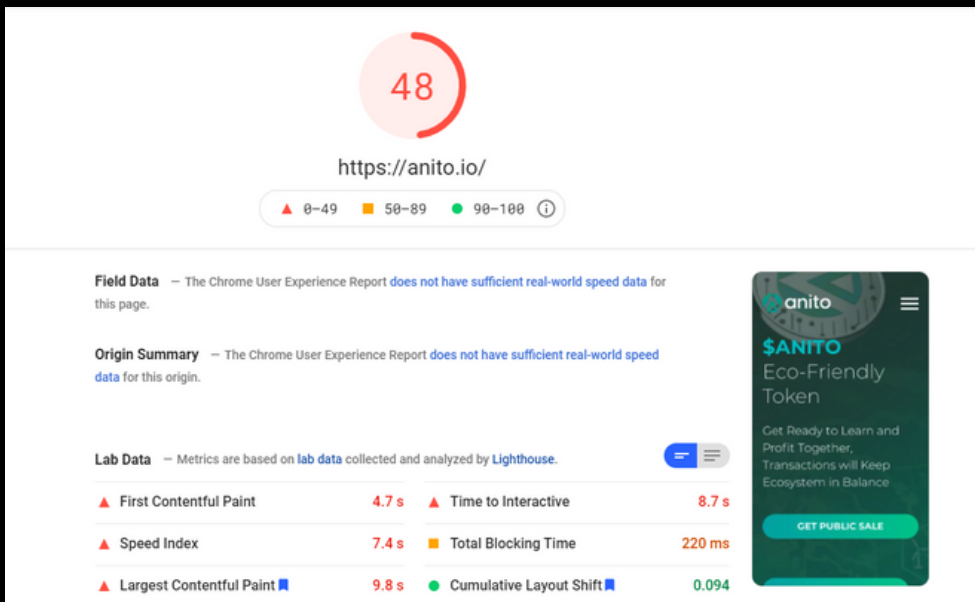 48
https://anito.io/
0–49 50–89 90–100
Field Data — The Chrome User Experience Report does not have sufficient real-world speed data for
this page.
Origin Summary — The Chrome User Experience Report does not have sufficient real-world speed
data for this origin.
Lab Data — Metrics are based on lab data collected and analyzed by Lighthouse.
First Contentful Paint 4.7 s
Time to Interactive 8.7 s
Speed Index 7.4 s
Total Blocking Time 220 ms
Largest Contentful Paint 9.8 s
Cumulative Layout Shift 0.094
anito
$ANITO
Eco-Friendly
Token
Get Ready to Learn and
Profit Together,
Transactions will Keep
Ecosystem in Balance
GET PUBLIC SALE